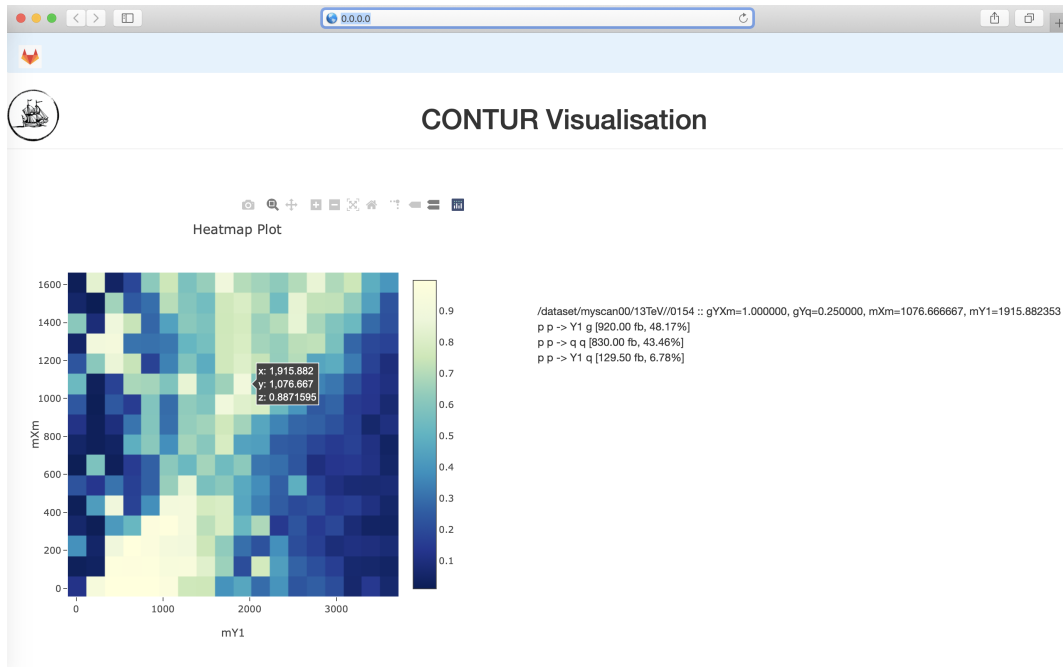 0.0.0.0
CONTUR Visualisation
Heatmap Plot
1600
1400
1200
1000
800
600
400
200
0
mXm
0
1000
2000
3000
mY1
x: 1,915.882
y: 1,076.667
z: 0.8871595
0.9
0.8
0.7
0.6
0.5
0.4
0.3
0.2
0.1
/dataset/myscan00/13TeV//0154 :: gYXm=1.000000, gYq=0.250000, mXm=1076.666667, mY1=1915.882353
p p -> Y1 g [920.00 fb, 48.17%]
p p -> q q [830.00 fb, 43.46%]
p p -> Y1 q [129.50 fb, 6.78%]